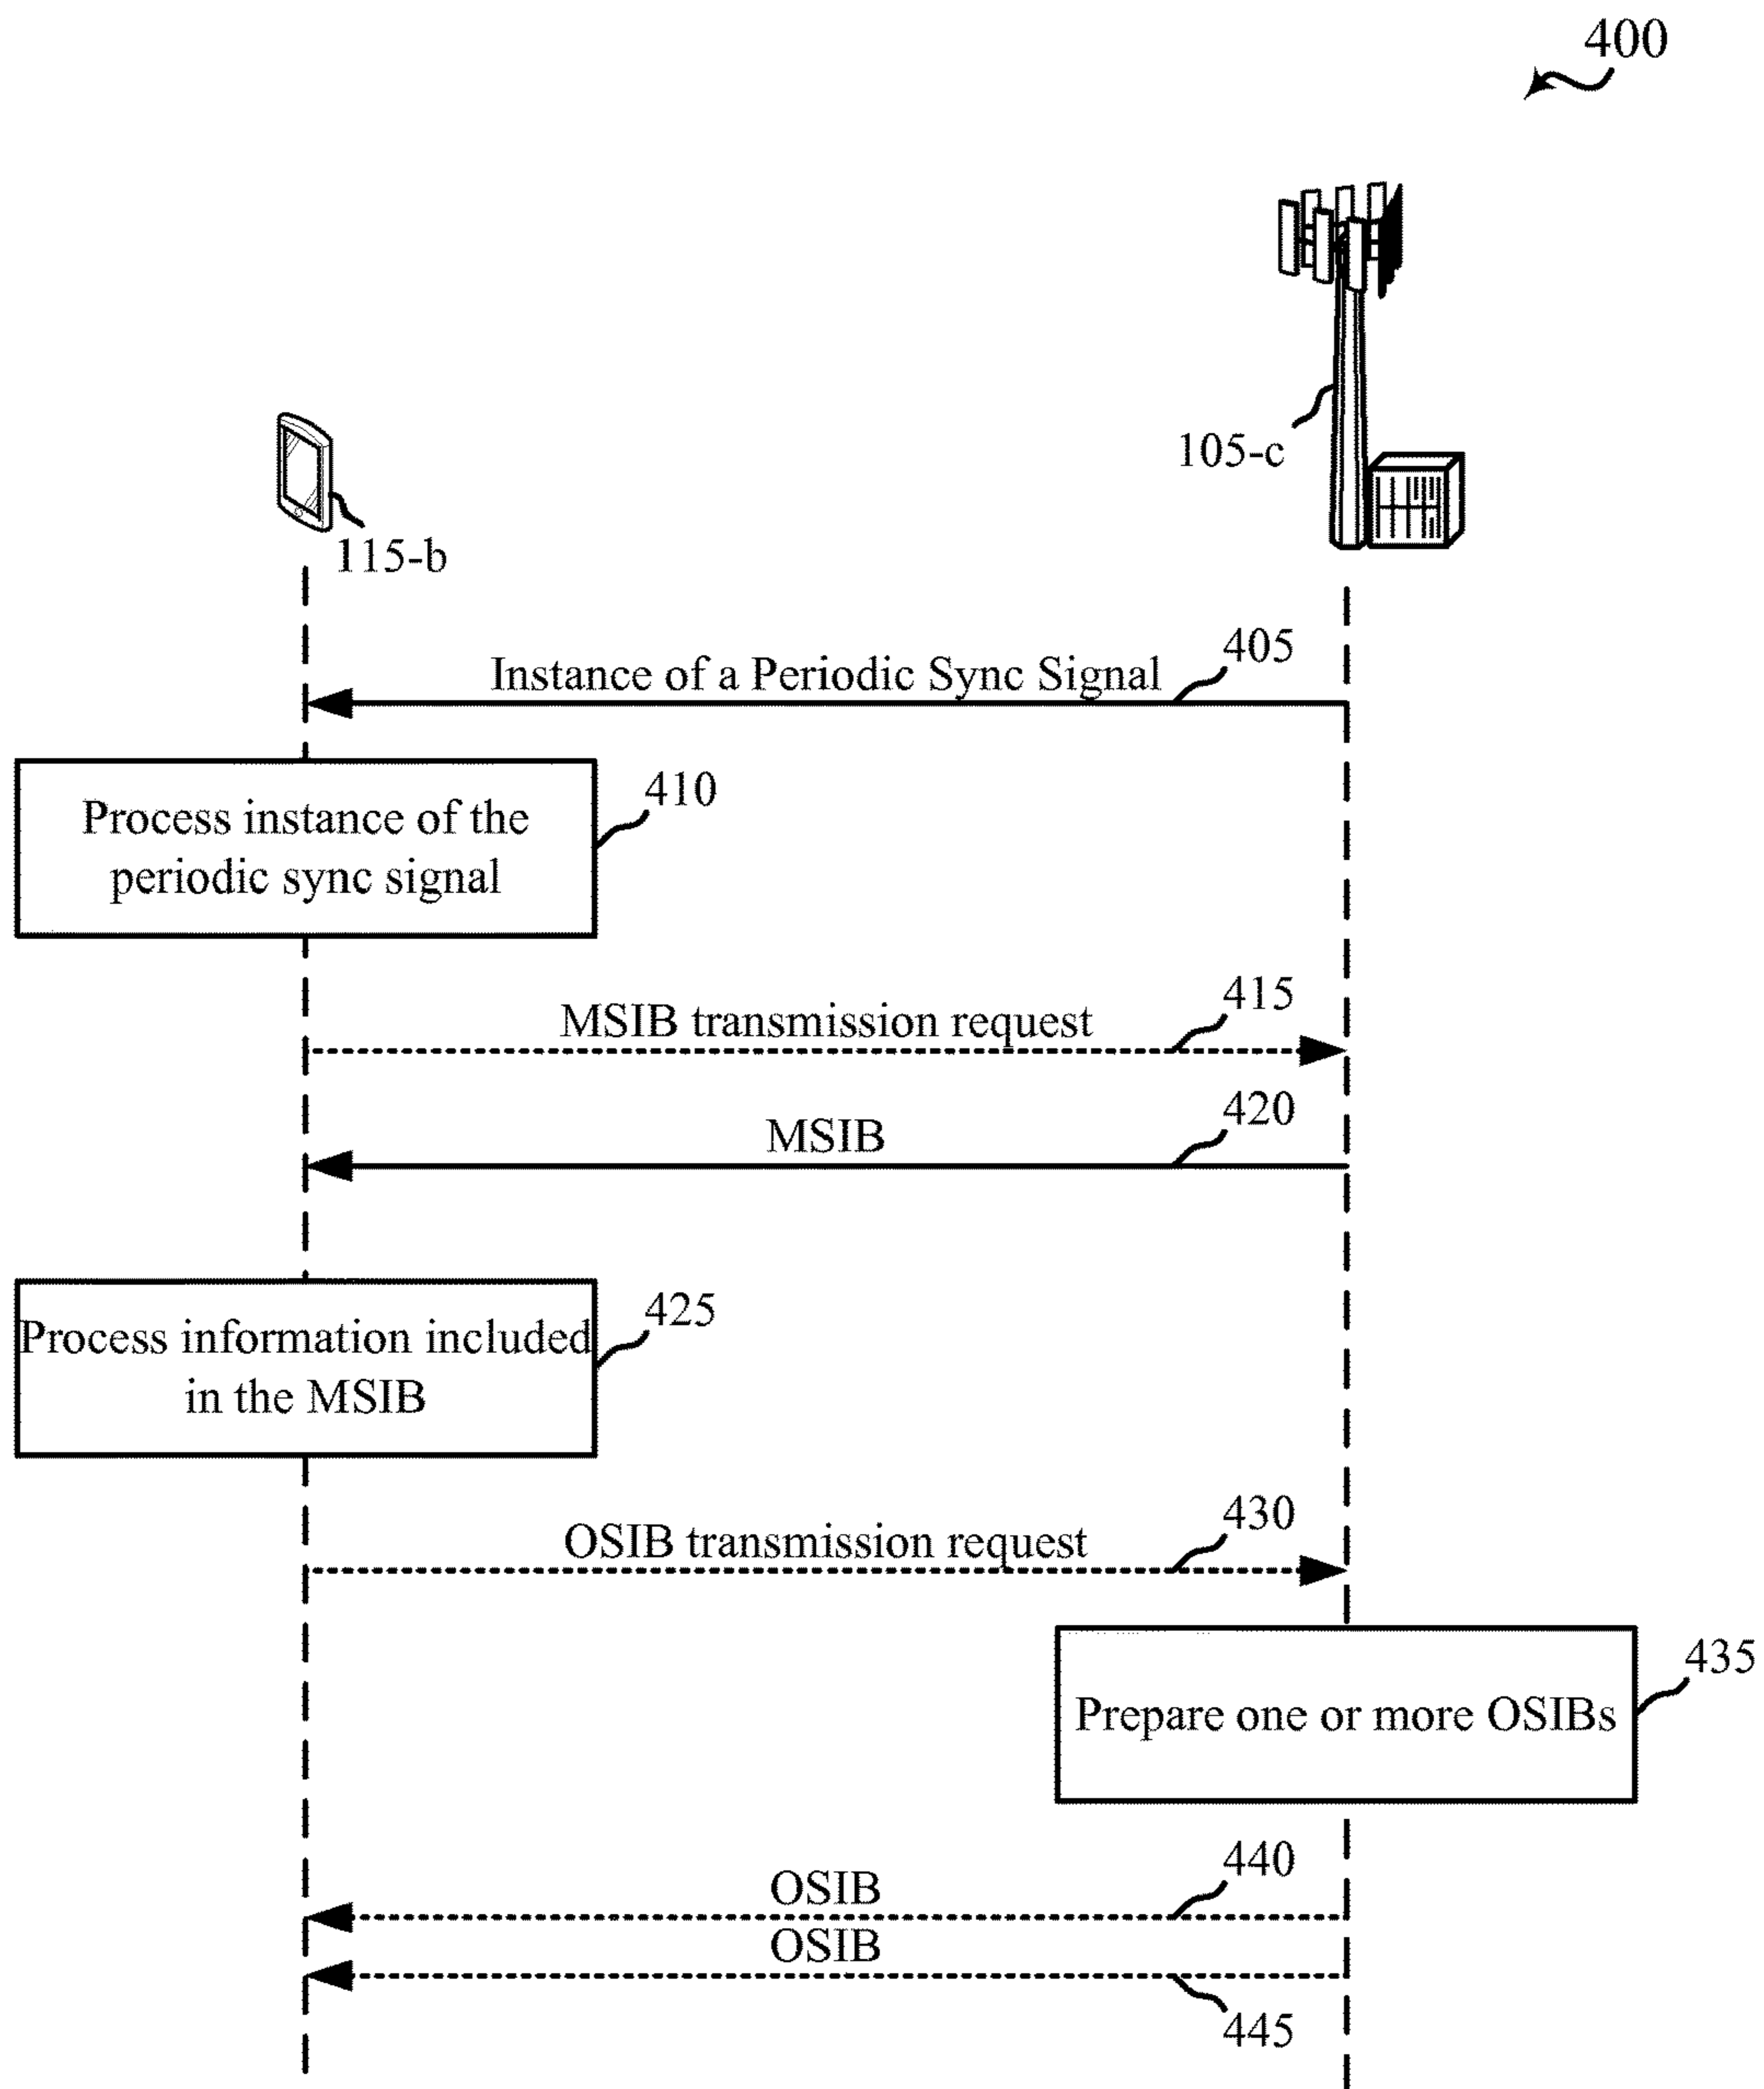 400
105-c
115-b
405
Instance of a Periodic Sync Signal
410
Process instance of the
periodic sync signal
415
MSIB transmission request
420
MSIB
425
Process information included
in the MSIB
430
OSIB transmission request
435
Prepare one or more OSIBs
440
OSIB
OSIB
445